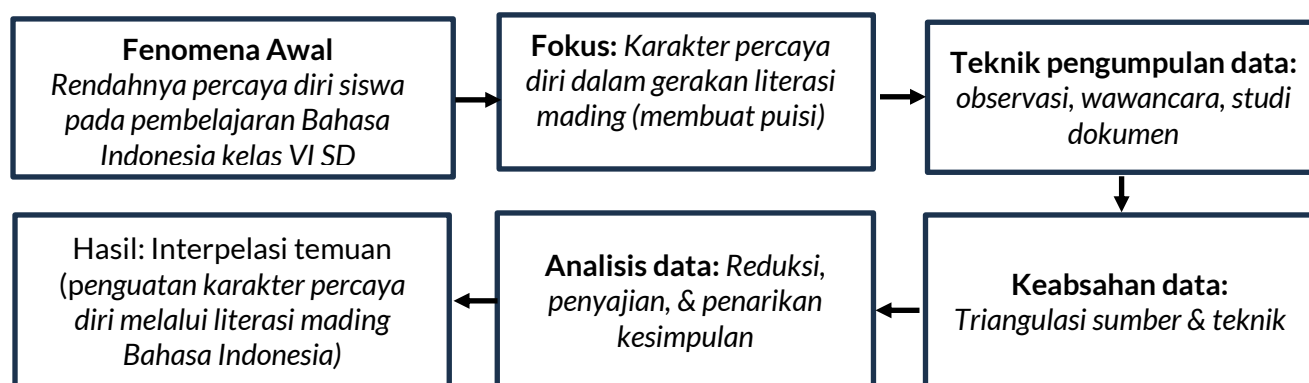 Fenomena Awal
Rendahnya percaya diri siswa
pada pembelajaran Bahasa
Indonesia kelas VI SD
Fokus: Karakter percaya
diri dalam gerakan literasi
mading (membuat puisi)
Teknik pengumpulan data:
observasi, wawancara, studi
dokumen
Keabsahan data:
Triangulasi sumber & teknik
Analisis data: Reduksi,
penyajian, & penarikan
kesimpulan
Hasil: Interpelasi temuan
(penguatan karakter percaya
diri melalui literasi mading
Bahasa Indonesia)